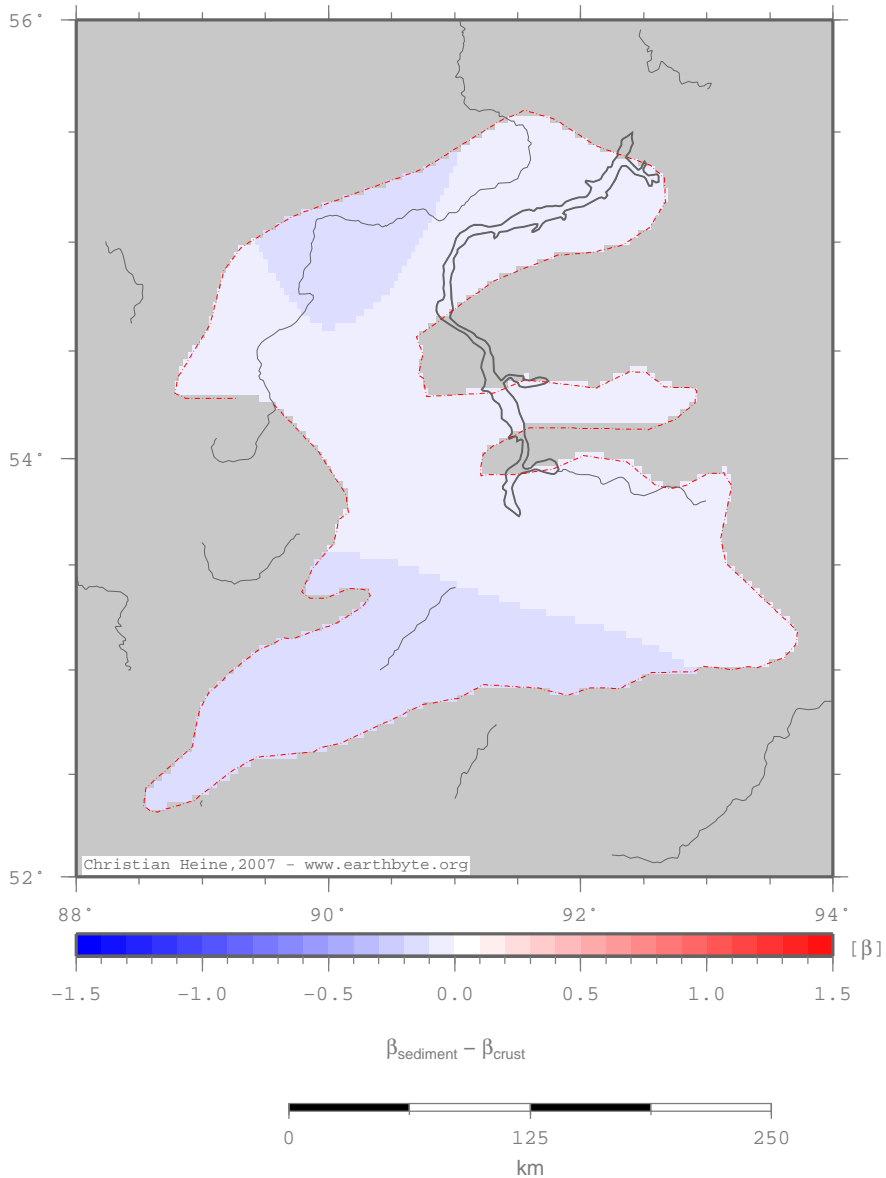 56°
54°
52°
Christian Heine,2007 - www.earthbyte.org
88° 90° 92° 94°
[β]
-1.5 -1.0 -0.5 0.0 0.5 1.0 1.5
βsediment – βcrust
0 125 250
km